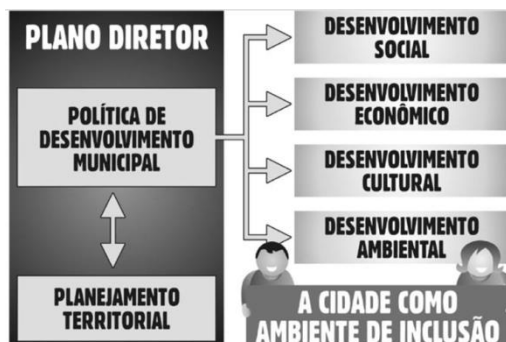 PLANO DIRETOR
POLÍTICA DE
DESENVOLVIMENTO
MUNICIPAL
PLANEJAMENTO
TERRITORIAL
DESENVOLVIMENTO
SOCIAL
DESENVOLVIMENTO
ECONÔMICO
DESENVOLVIMENTO
CULTURAL
DESENVOLVIMENTO
AMBIENTAL
A CIDADE COMO
AMBIENTE DE INCLUSÃO